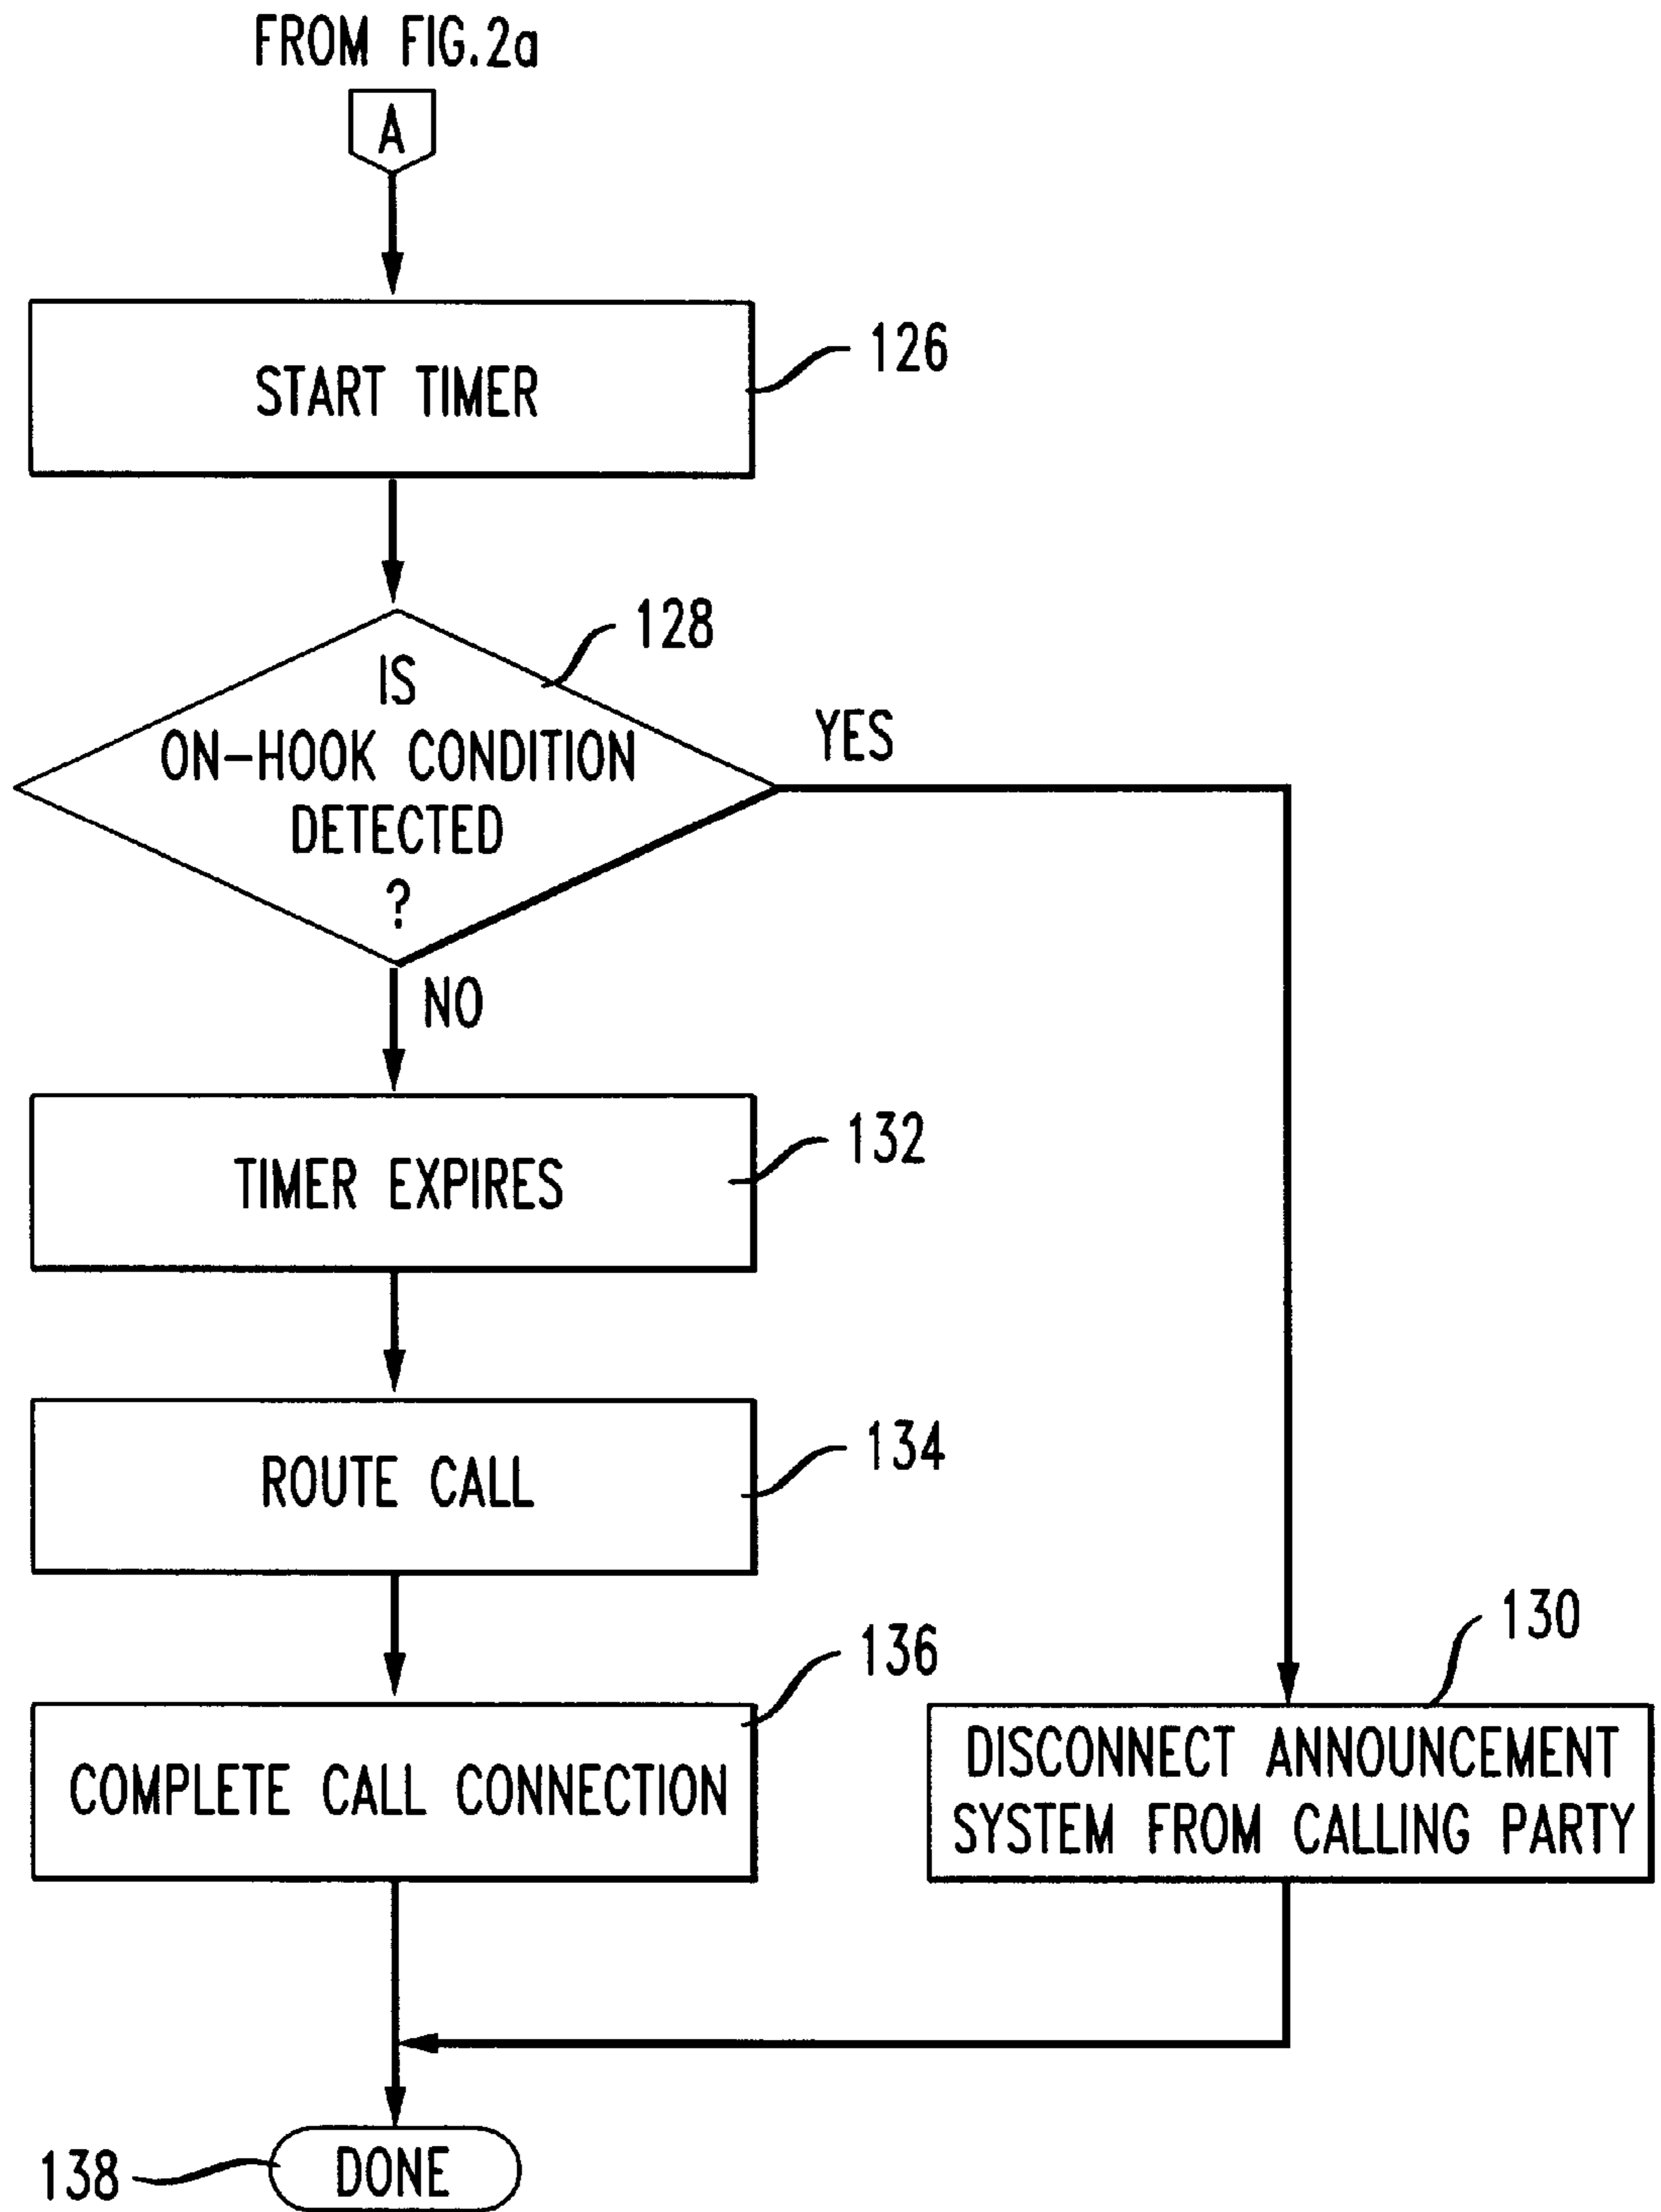 FROM FIG.2a
A
START TIMER
126
128
IS
ON-HOOK CONDITION
DETECTED
?
YES
NO
TIMER EXPIRES
132
ROUTE CALL
134
COMPLETE CALL CONNECTION
136
130
DISCONNECT ANNOUNCEMENT
SYSTEM FROM CALLING PARTY
138
DONE